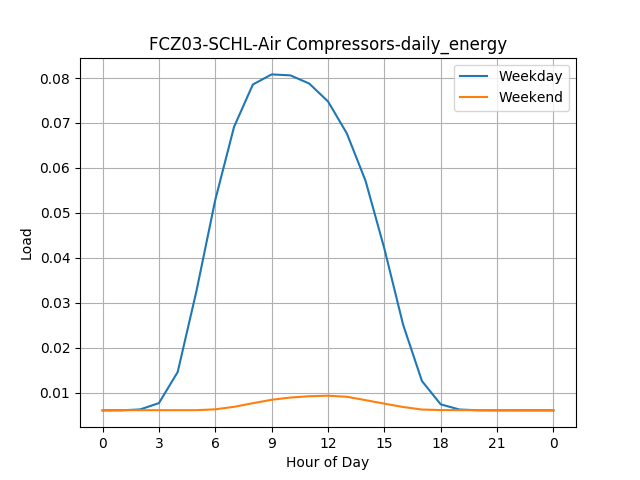 FCZ03-SCHL-Air Compressors-daily_energy
Weekday
Weekend
0.08
0.07
0.06
0.05
0.04
0.03
0.02
0.01
Load
0 3 6 9 12 15 18 21 0
Hour of Day